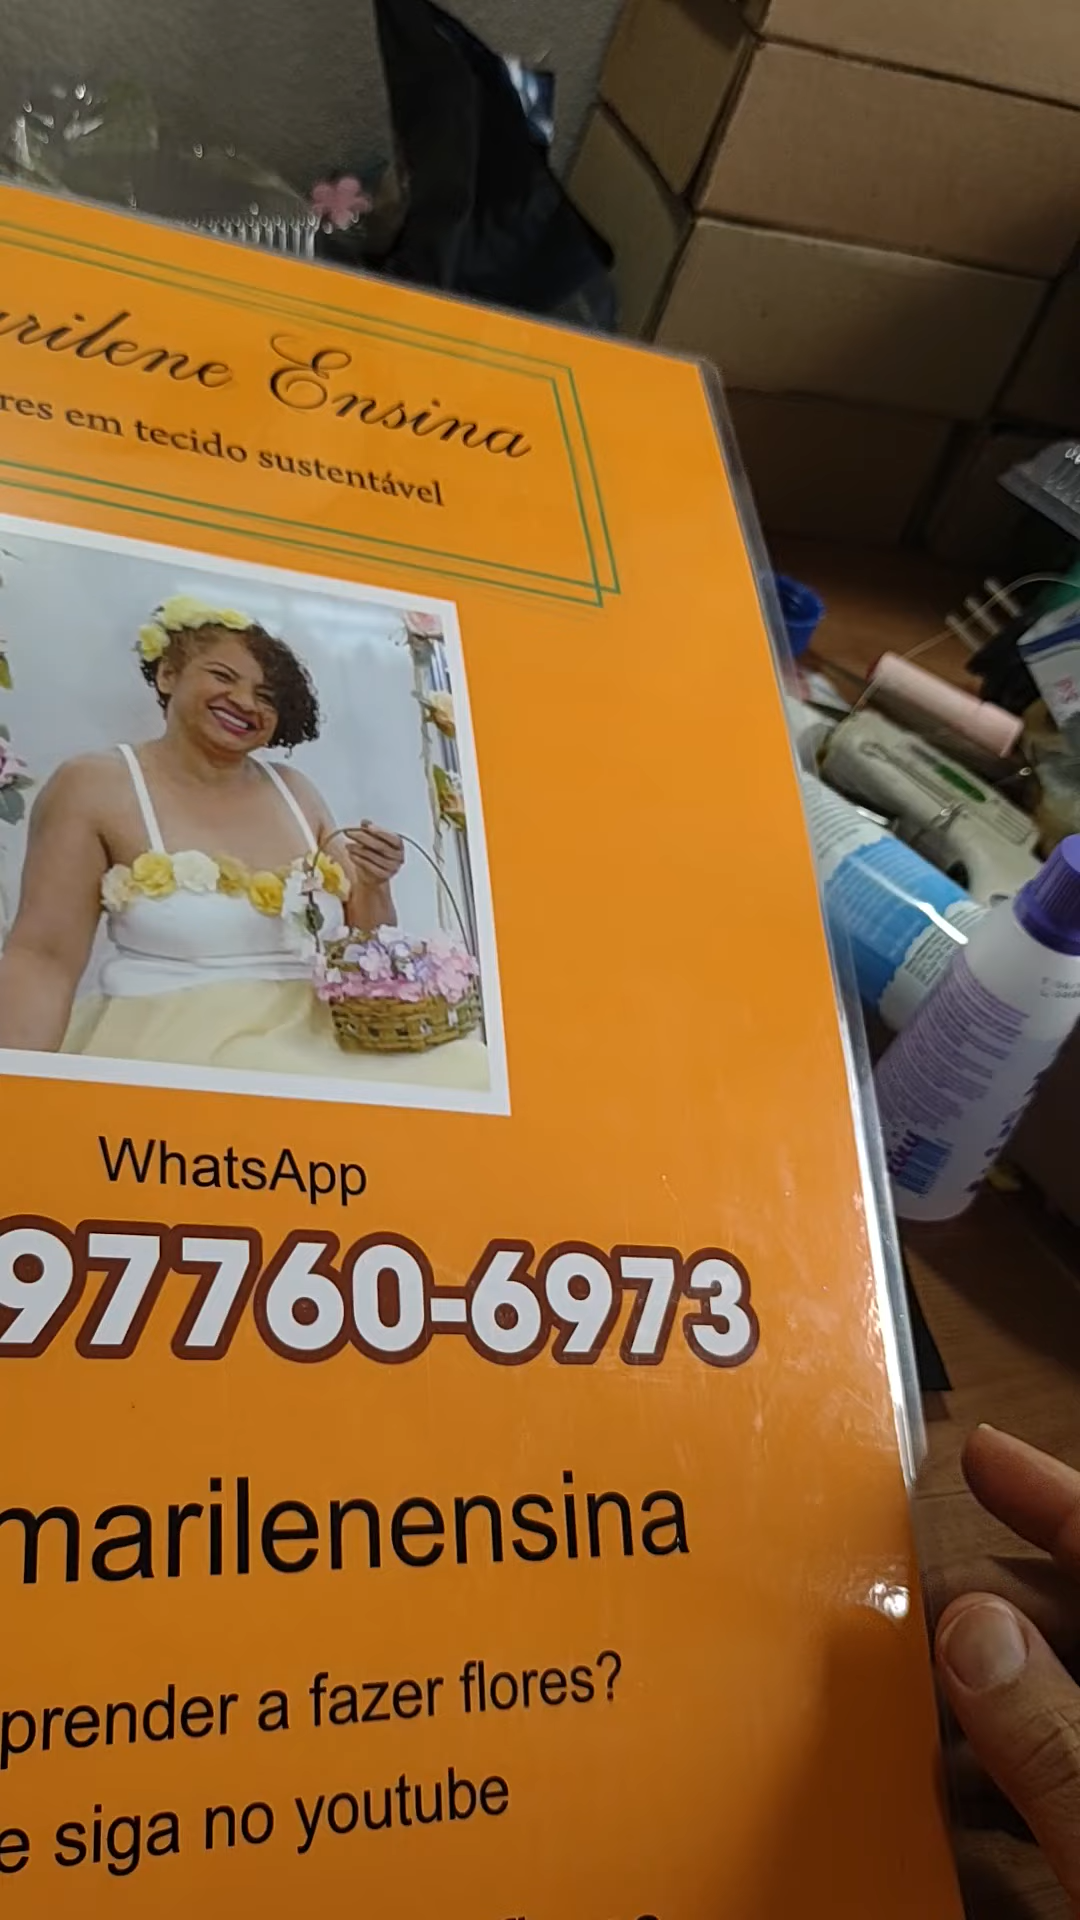 rilene Ensina
res em tecido sustentável
WhatsApp
97760-6973
marilenensina
prender a fazer flores?
e siga no youtube